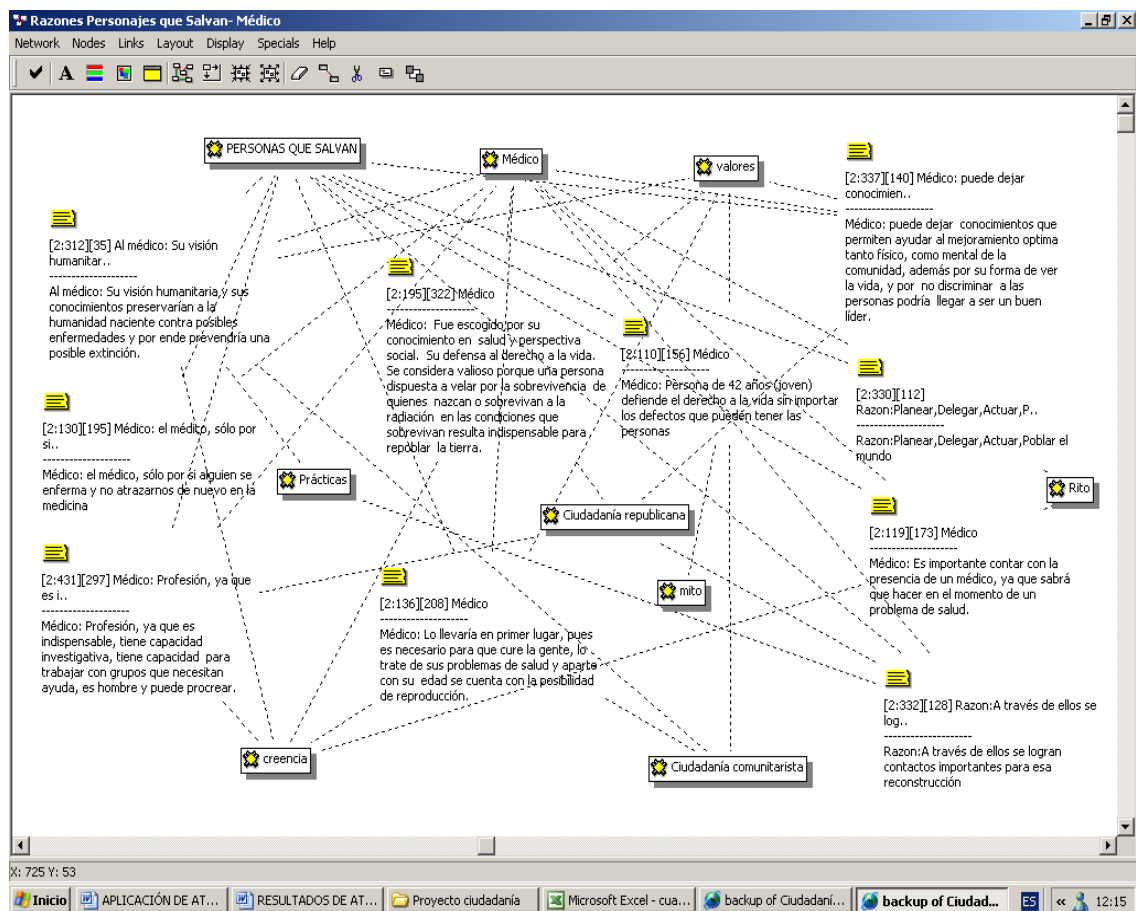 Razones Personajes que Salvan- Médico
Network Nodes Links Layout Display Specials Help
PERSONAS QUE SALVAN
Médico
valores
[2:337][140] Médico: puede dejar
conocimien..
--------------------
Médico: puede dejar conocimientos que
permiten ayudar al mejoramiento optima
tanto físico, como mental de la
comunidad, además por su forma de ver
la vida, y por no discriminar a las
personas podría llegar a ser un buen
líder.
[2:312][35] Al médico: Su visión
humanitar..
--------------------
Al médico: Su visión humanitaria,y sus
conocimientos preservarían a la
humanidad naciente contra posibles
enfermedades y por ende prevendría una
posible extinción.
[2:195][322] Médico
--------------------
Médico: Fue escogido por su
conocimiento en salud y perspectiva
social. Su defensa al derecho a la vida.
Se considera valioso porque una persona
dispuesta a velar por la sobrevivencia de
quienes nazcan o sobrevivan a la
radiación en las condiciones que
sobrevivan resulta indispensable para
repoblar la tierra.
[2:110][156] Médico
--------------------
Médico: Persona de 42 años (joven)
defiende el derecho a la vida sin importar
los defectos que pueden tener las
personas
[2:330][112]
Razon:Planear,Delegar,Actuar,P..
--------------------
Razon:Planear,Delegar,Actuar,Poblar el
mundo
[2:130][195] Médico: el médico, sólo por
si..
--------------------
Médico: el médico, sólo por si alguien se
enferma y no atrazarnos de nuevo en la
medicina
Prácticas
Rito
Ciudadanía republicana
[2:119][173] Médico
--------------------
Médico: Es importante contar con la
presencia de un médico, ya que sabrá
que hacer en el momento de un
problema de salud.
[2:431][297] Médico: Profesión, ya que
es i..
--------------------
Médico: Profesión, ya que es
indispensable, tiene capacidad
investigativa, tiene capacidad para
trabajar con grupos que necesitan
ayuda, es hombre y puede procrear.
[2:136][208] Médico
--------------------
Médico: Lo llevaría en primer lugar, pues
es necesario para que cure la gente, lo
trate de sus problemas de salud y aparte
con su edad se cuenta con la posibilidad
de reproducción.
mito
[2:332][128] Razon:A través de ellos se
log..
--------------------
Razon:A través de ellos se logran
contactos importantes para esa
reconstrucción
creencia
Ciudadanía comunitarista
X: 725 Y: 53
Inicio APLICACIÓN DE AT... RESULTADOS DE AT... Proyecto ciudadanía Microsoft Excel - cua... backup of Ciudadaní... backup of Ciudad... ES « 12:15